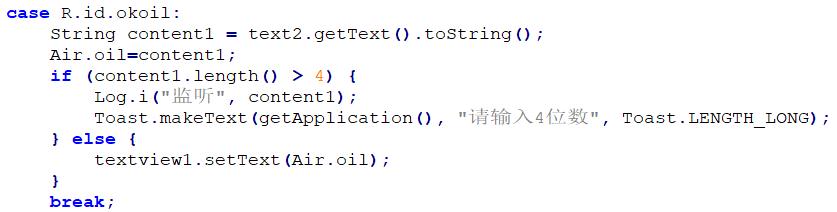 case R.id.okoil:
    String content1 = text2.getText().toString();
    Air.oil=content1;
    if (content1.length() > 4) {
        Log.i("监听", content1);
        Toast.makeText(getApplication(), "请输入4位数", Toast.LENGTH_LONG);
    } else {
        textview1.setText(Air.oil);
    }
    break;